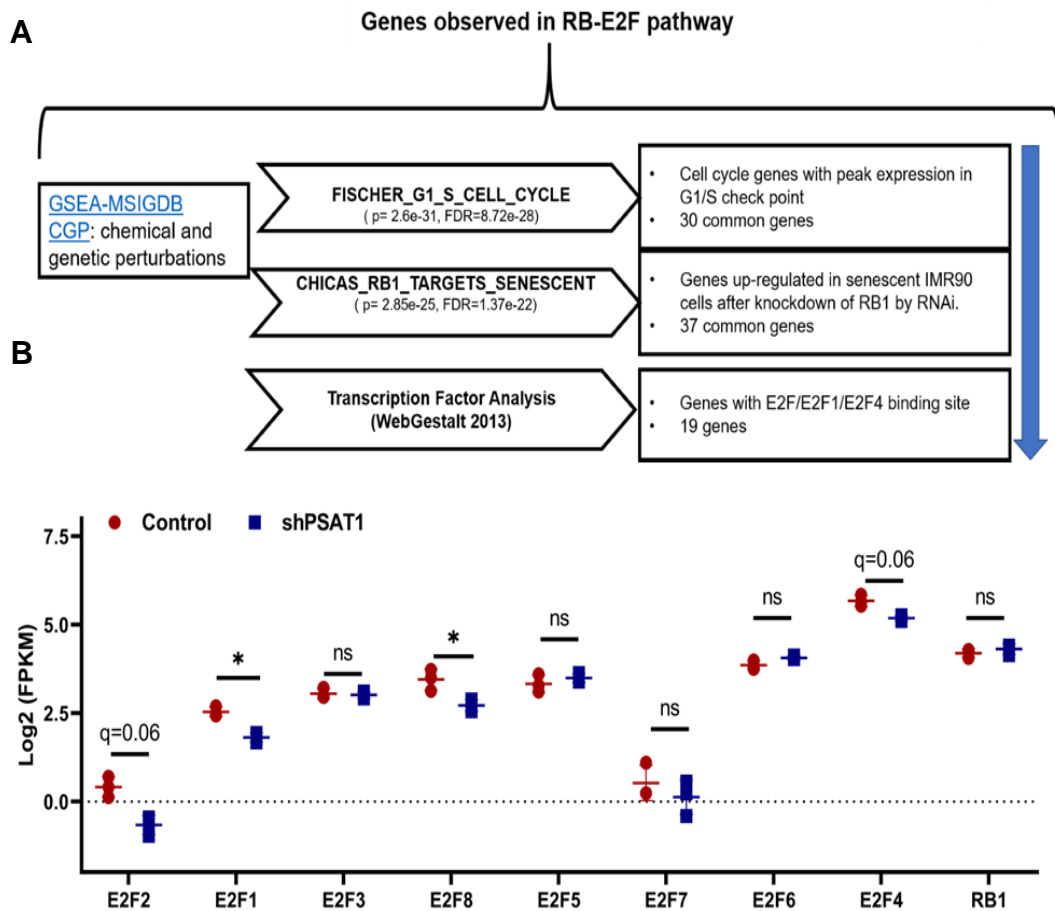 A
Genes observed in RB-E2F pathway
GSEA-MSIGDB
CGP: chemical and
genetic perturbations
FISCHER_G1_S_CELL_CYCLE
( p= 2.6e-31, FDR=8.72e-28)
• Cell cycle genes with peak expression in
G1/S check point
• 30 common genes
CHICAS_RB1_TARGETS_SENESCENT
( p= 2.85e-25, FDR=1.37e-22)
• Genes up-regulated in senescent IMR90
cells after knockdown of RB1 by RNAi.
• 37 common genes
B
Transcription Factor Analysis
(WebGestalt 2013)
• Genes with E2F/E2F1/E2F4 binding site
• 19 genes
Control shPSAT1
Log2 (FPKM)
7.5
5.0
2.5
0.0
q=0.06
*
ns
*
ns
ns
ns
q=0.06
ns
E2F2 E2F1 E2F3 E2F8 E2F5 E2F7 E2F6 E2F4 RB1